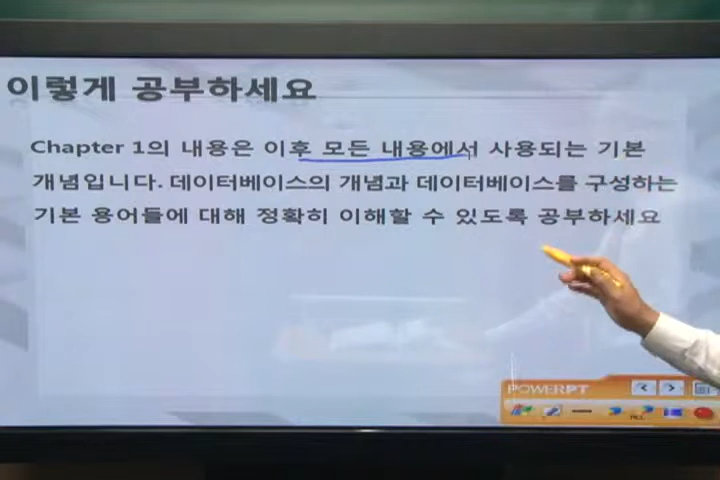 이렇게 공부하세요
Chapter 1의 내용은 이후 모든 내용에서 사용되는 기본
개념입니다. 데이터베이스의 개념과 데이터베이스를 구성하는
기본 용어들에 대해 정확히 이해할 수 있도록 공부하세요
POWERPT